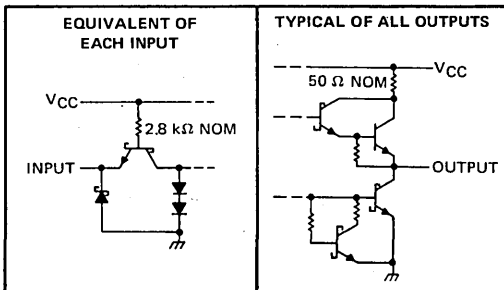 EQUIVALENT OF
EACH INPUT
VCC
2.8 kΩ NOM
INPUT
TYPICAL OF ALL OUTPUTS
VCC
50 Ω NOM
OUTPUT